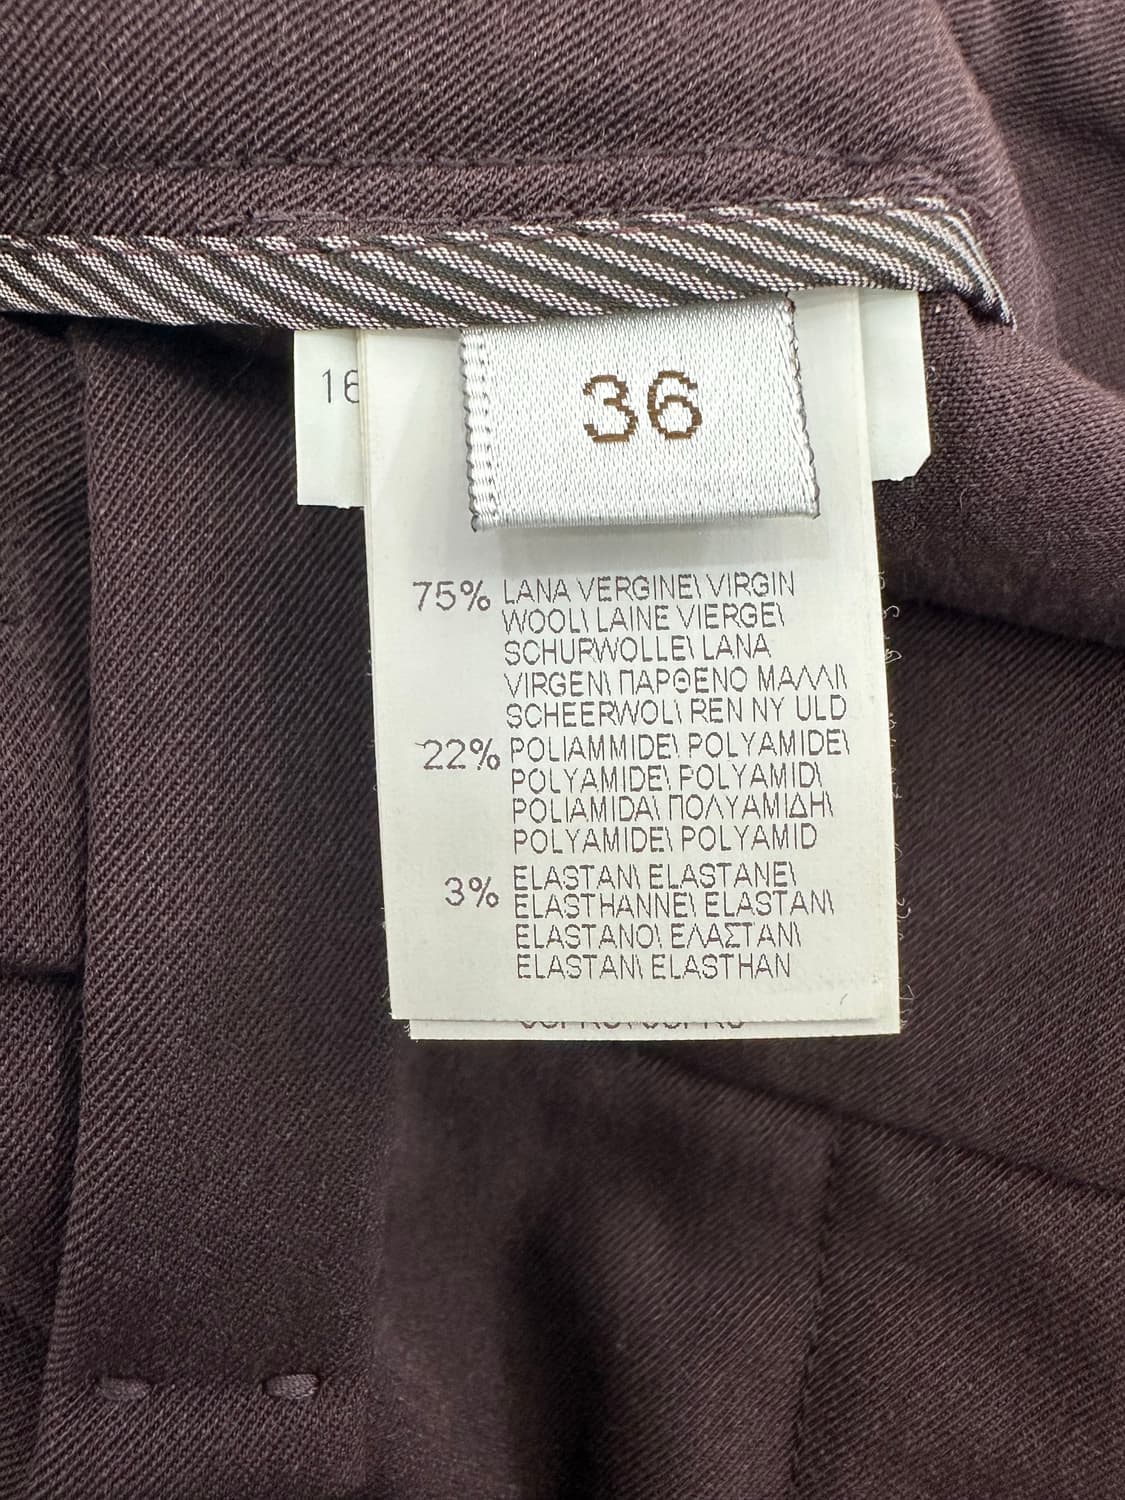 16
36
75% LANA VERGINE\ VIRGIN
WOOL\ LAINE VIERGE\
SCHURWOLLE\ LANA
VIRGEN\ ΠΑΡΘΕΝΟ ΜΑΛΛΙ\
SCHEERWOL\ REN NY ULD
22% POLIAMMIDE\ POLYAMIDE\
POLYAMIDE\ POLYAMID\
POLIAMIDA\ ΠΟΛΥΑΜΙΔΗ\
POLYAMIDE\ POLYAMID
3% ELASTAN\ ELASTANE\
ELASTHANNE\ ELASTAN\
ELASTANO\ ΕΛΑΣΤΑΝ\
ELASTAN\ ELASTHAN